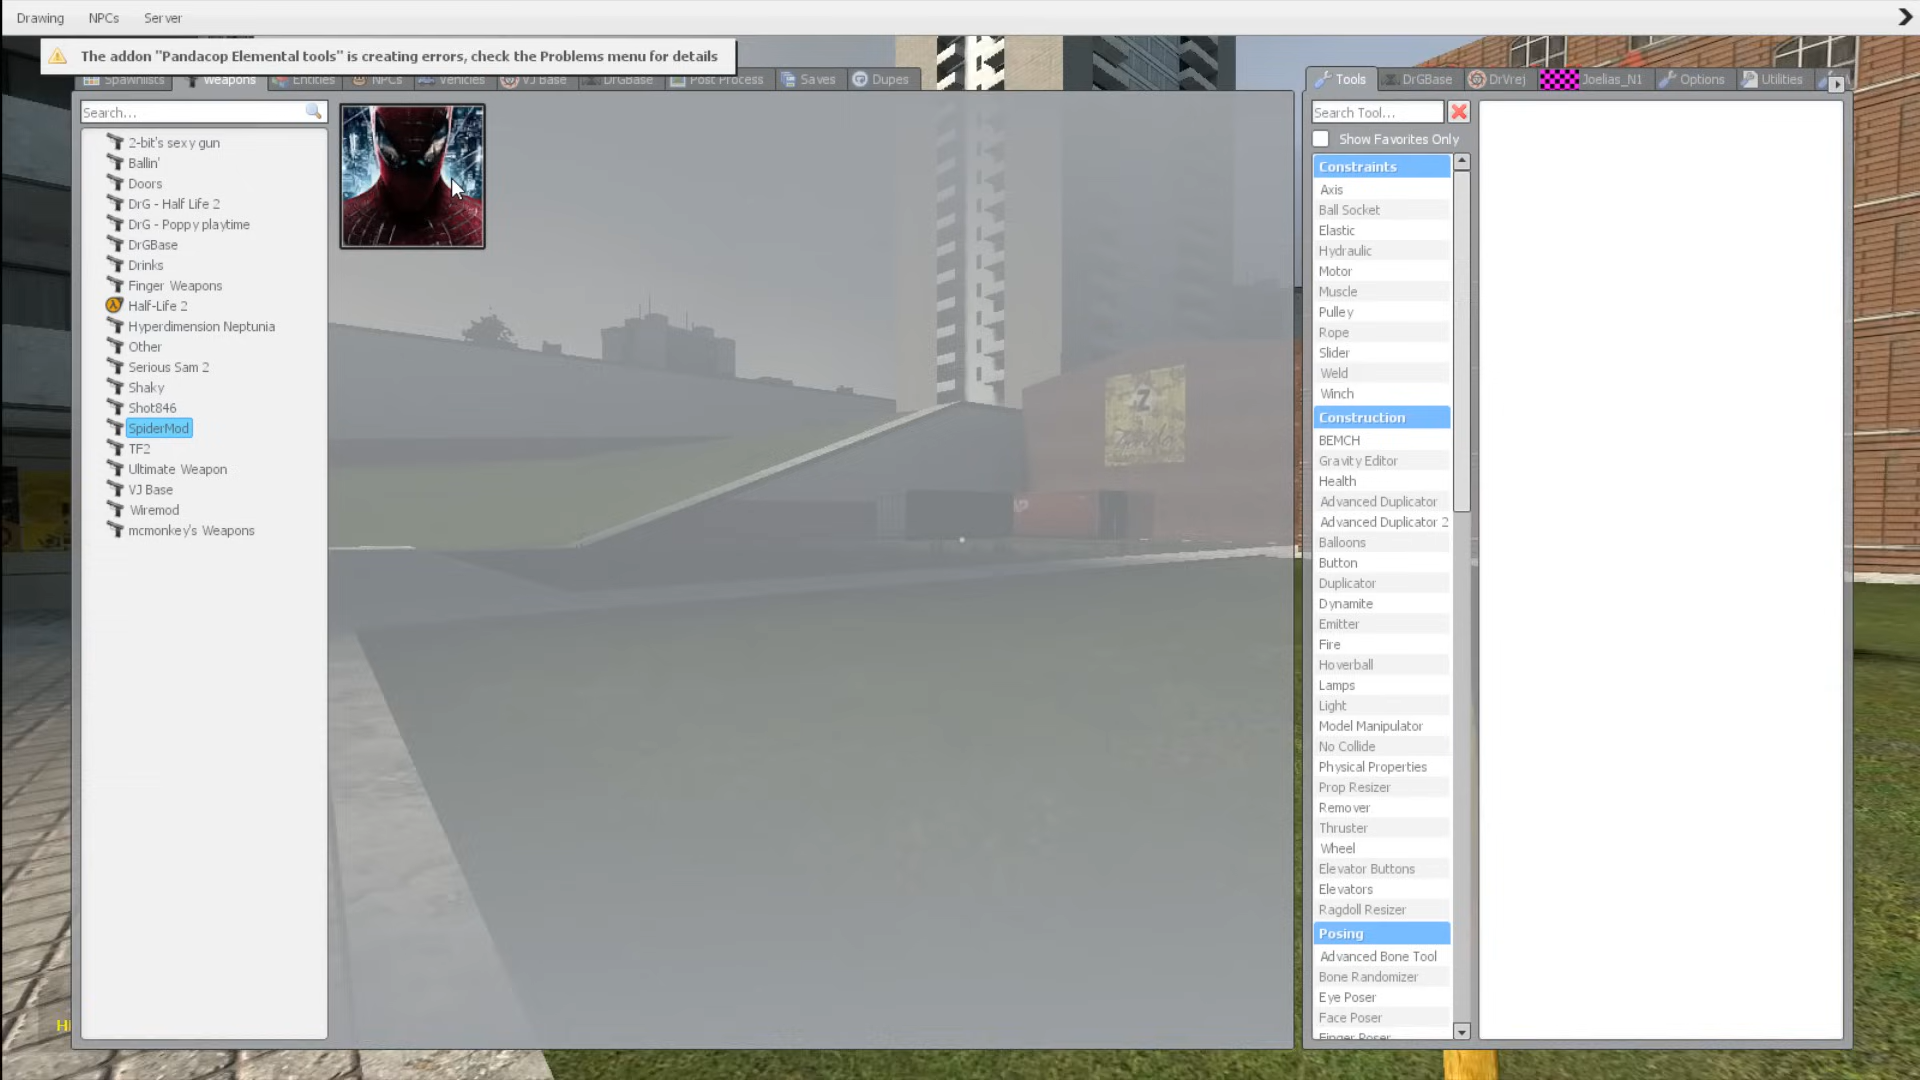 Drawing NPCs Server
The addon "Pandacop Elemental tools" is creating errors, check the Problems menu for details
Spawnlists Weapons Entities NPCs Vehicles VJ Base DrGBase Post Process Saves Dupes
Search...
2-bit's sexy gun
Ballin'
Doors
DrG - Half Life 2
DrG - Poppy playtime
DrGBase
Drinks
Finger Weapons
Half-Life 2
Hyperdimension Neptunia
Other
Serious Sam 2
Shaky
Shot846
SpiderMod
TF2
Ultimate Weapon
VJ Base
Wiremod
mcmonkey's Weapons
Tools DrGBase DrVrej Joelias_N1 Options Utilities
Search Tool...
Show Favorites Only
Constraints
Axis
Ball Socket
Elastic
Hydraulic
Motor
Muscle
Pulley
Rope
Slider
Weld
Winch
Construction
BEMCH
Gravity Editor
Health
Advanced Duplicator
Advanced Duplicator 2
Balloons
Button
Duplicator
Dynamite
Emitter
Fire
Hoverball
Lamps
Light
Model Manipulator
No Collide
Physical Properties
Prop Resizer
Remover
Thruster
Wheel
Elevator Buttons
Elevators
Ragdoll Resizer
Posing
Advanced Bone Tool
Bone Randomizer
Eye Poser
Face Poser
Finger Poser